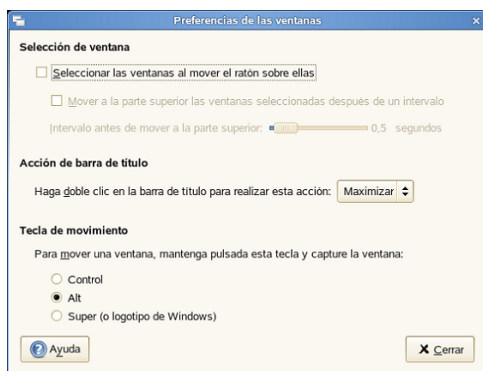 Preferencias de las ventanas
Selección de ventana
Seleccionar las ventanas al mover el ratón sobre ellas
Mover a la parte superior las ventanas seleccionadas después de un intervalo
Intervalo antes de mover a la parte superior: 0,5 segundos
Acción de barra de título
Haga doble clic en la barra de título para realizar esta acción: Maximizar
Tecla de movimiento
Para mover una ventana, mantenga pulsada esta tecla y capture la ventana:
Control
Alt
Super (o logotipo de Windows)
Ayuda Cerrar